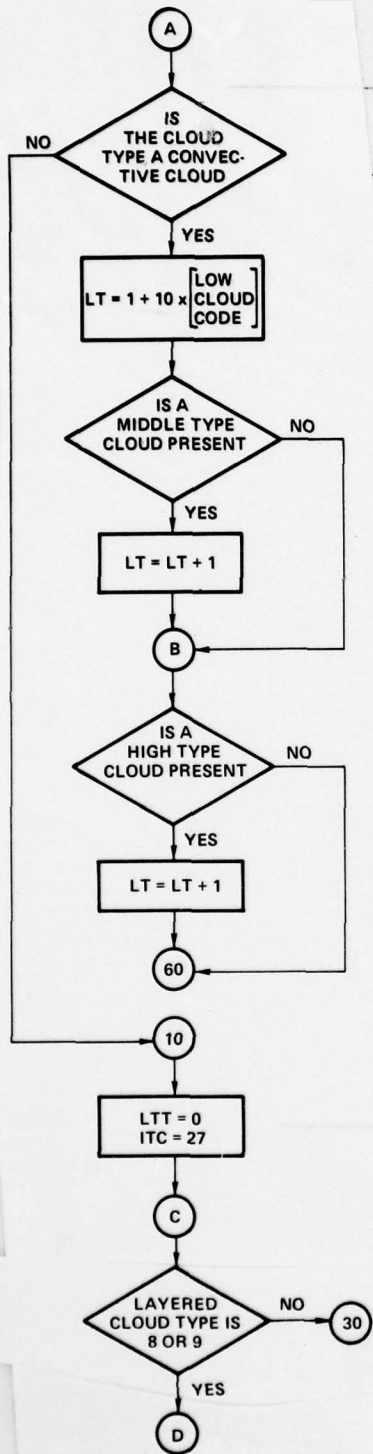 A
IS
THE CLOUD
TYPE A CONVEC-
TIVE CLOUD
NO
YES
LT = 1 + 10 x [LOW
CLOUD
CODE]
IS A
MIDDLE TYPE
CLOUD PRESENT
NO
YES
LT = LT + 1
B
IS A
HIGH TYPE
CLOUD PRESENT
NO
YES
LT = LT + 1
60
10
LTT = 0
ITC = 27
C
LAYERED
CLOUD TYPE IS
8 OR 9
NO
30
YES
D